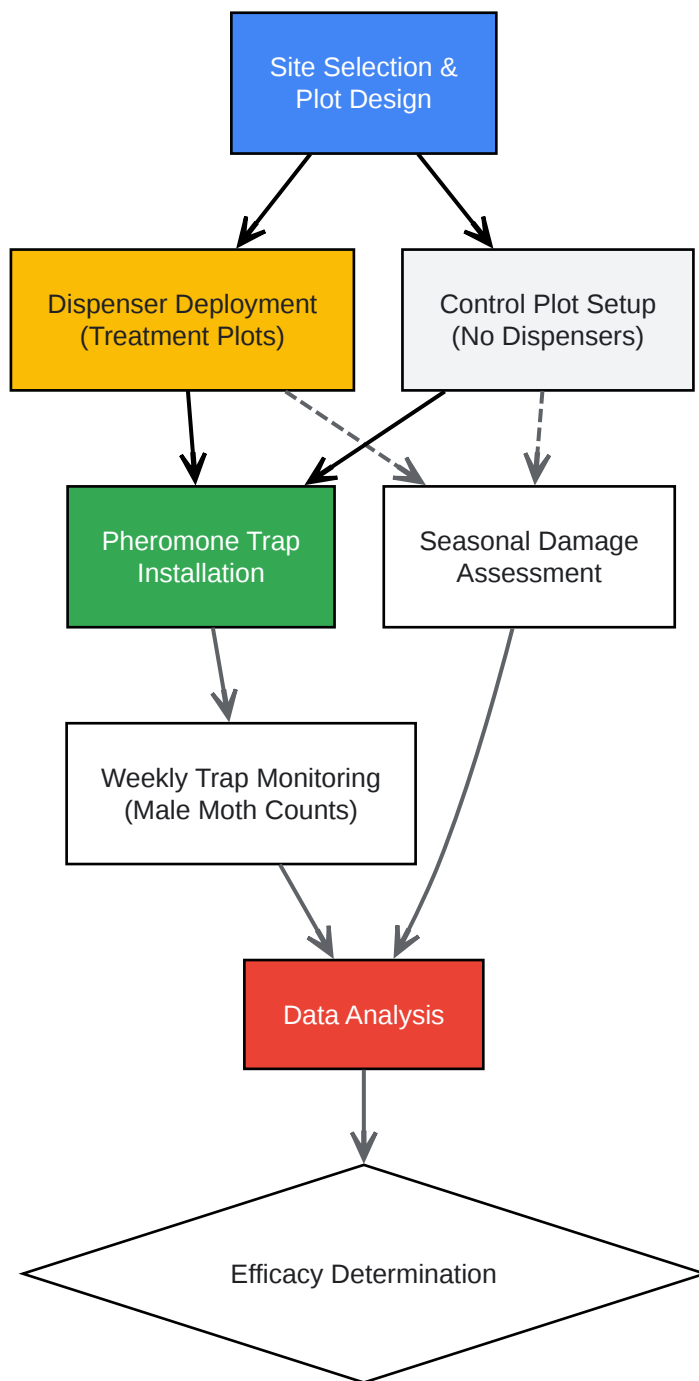 Site Selection &
Plot Design
Dispenser Deployment
(Treatment Plots)
Control Plot Setup
(No Dispensers)
Pheromone Trap
Installation
Seasonal Damage
Assessment
Weekly Trap Monitoring
(Male Moth Counts)
Data Analysis
Efficacy Determination